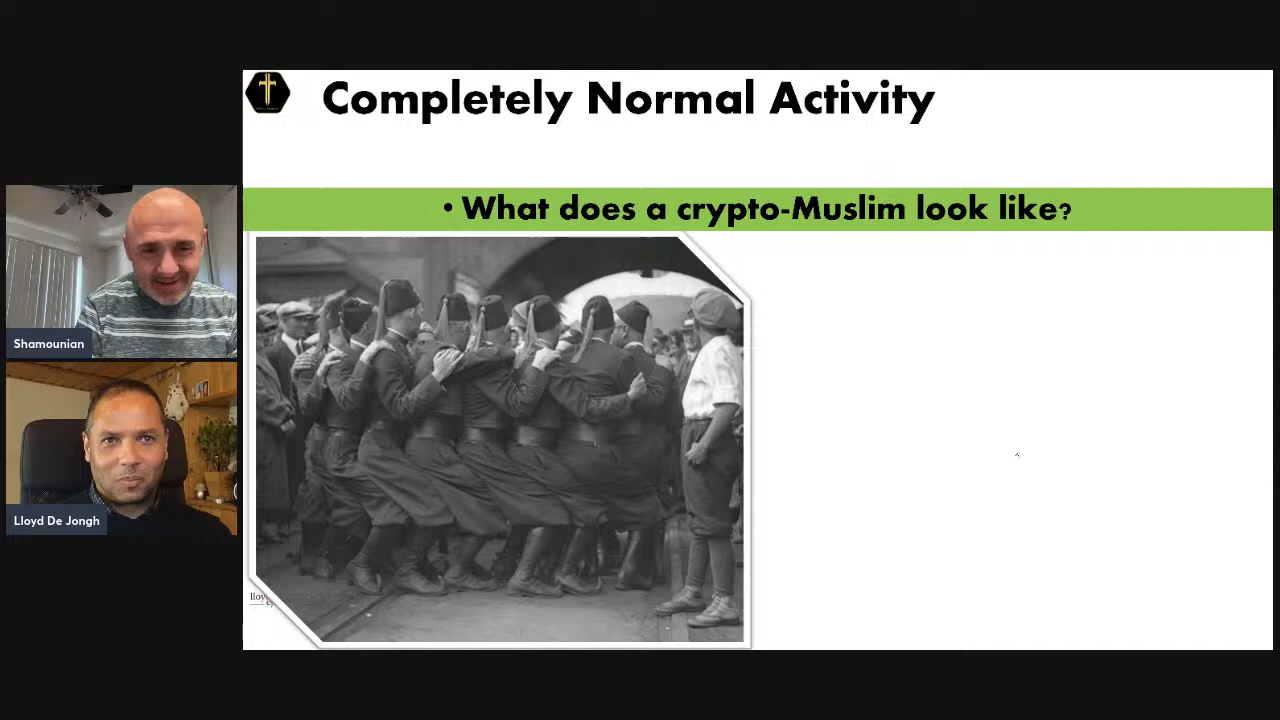 Completely Normal Activity
• What does a crypto-Muslim look like?
Shamounian
Lloyd De Jongh